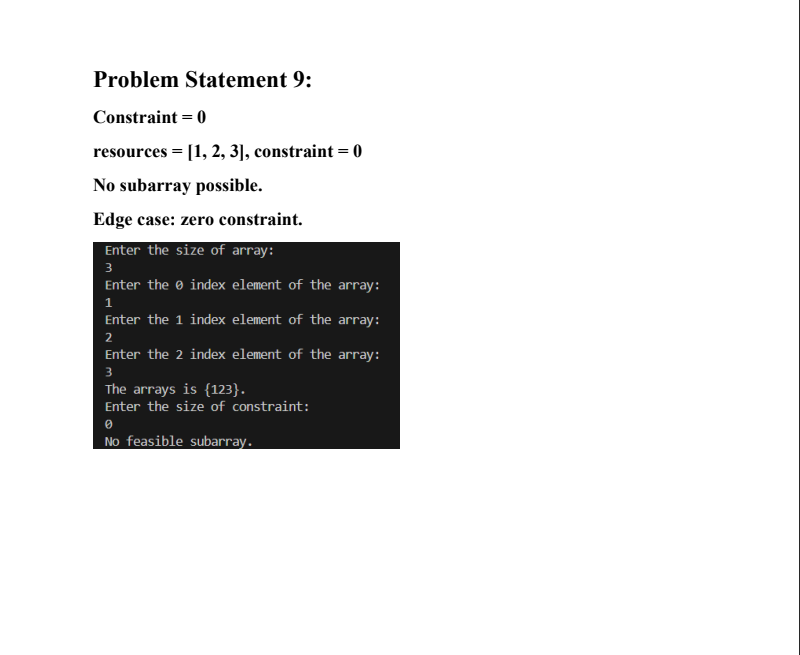 Problem Statement 9:
Constraint = 0
resources = [1, 2, 3], constraint = 0
No subarray possible.
Edge case: zero constraint.
Enter the size of array:
3
Enter the 0 index element of the array:
1
Enter the 1 index element of the array:
2
Enter the 2 index element of the array:
3
The arrays is {123}.
Enter the size of constraint:
0
No feasible subarray.